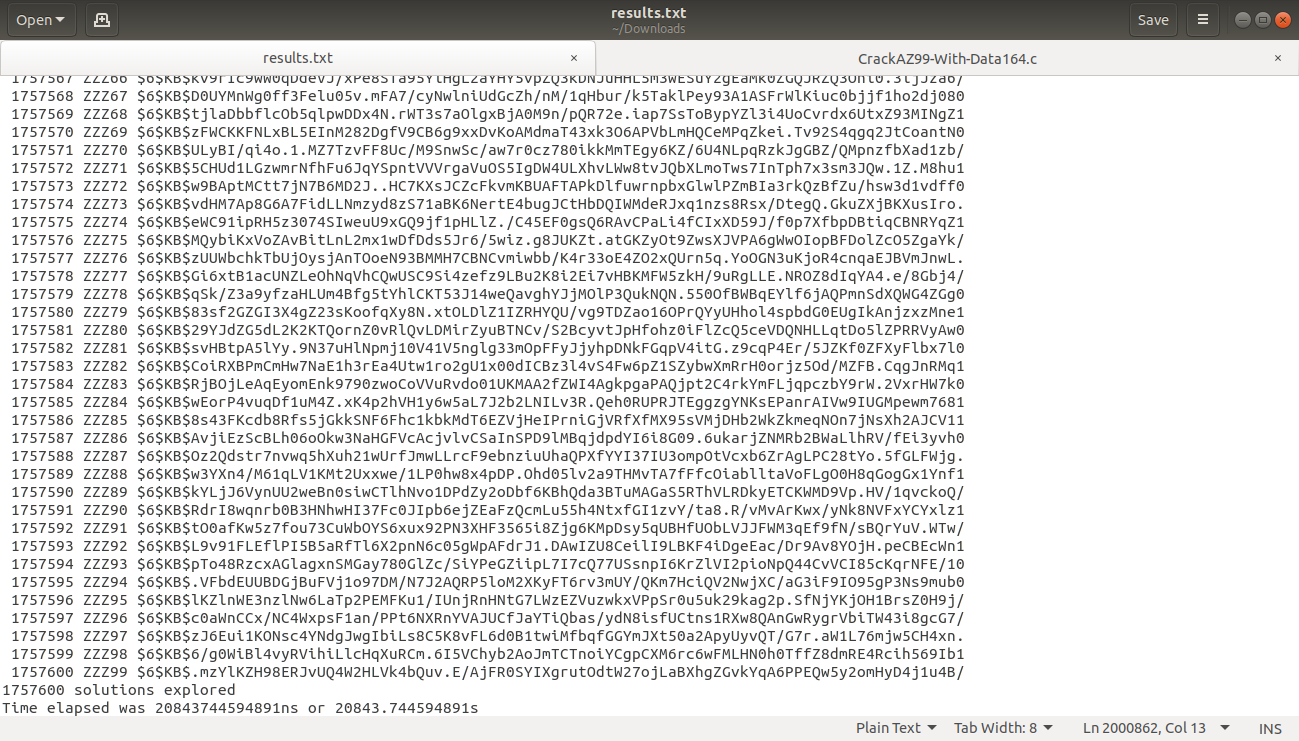 Open
results.txt
~/Downloads
Save
results.txt ×
CrackAZ99-With-Data164.c ×
1757567 ZZZ66
1757568 ZZZ67 $6$KB$D0UYMnWg0ff3Felu05v.mFA7/cyNwlniUdGcZh/nM/1qHbur/k5TaklPey93A1ASFrWlKiuc0bjjf1ho2dj080
1757569 ZZZ68 $6$KB$tjlaDbbflcOb5qlpwDDx4N.rWT3s7aOlgxBjA0M9n/pQR72e.iap7SsToBypYZl3i4UoCvrdx6UtxZ93MINgZ1
1757570 ZZZ69 $6$KB$zFWCKKFNLxBL5EInM282DgfV9CB6g9xxDvKoAMdmaT43xk3O6APVbLmHQCeMPqZkei.Tv92S4qgq2JtCoantN0
1757571 ZZZ70 $6$KB$ULyBI/qi4o.1.MZ7TzvFF8Uc/M9SnwSc/aw7r0cz780ikkMmTEgy6KZ/6U4NLpqRzkJgGBZ/QMpnzfbXad1zb/
1757572 ZZZ71 $6$KB$5CHUd1LGzwmrNfhFu6JqYSpntVVVrgaVuOS5IgDW4ULXhvLWw8tvJQbXLmoTws7InTph7x3sm3JQw.1Z.M8hu1
1757573 ZZZ72 $6$KB$w9BAptMCtt7jN7B6MD2J..HC7KXsJCZcFkvmKBUAFTAPkDlfuwrnpbxGlwlPZmBIa3rkQzBfZu/hsw3d1vdff0
1757574 ZZZ73 $6$KB$vdHM7Ap8G6A7FidLLNmzyd8zS71aBK6NertE4bugJCtHbDQIWMdeRJxq1nzs8Rsx/DtegQ.GkuZXjBKXusIro.
1757575 ZZZ74 $6$KB$eWC91ipRH5z3074SIweuU9xGQ9jf1pHLlZ./C45EF0gsQ6RAvCPaLi4fCIxXD59J/f0p7XfbpDBtiqCBNRYqZ1
1757576 ZZZ75 $6$KB$MQybiKxVoZAvBitLnL2mx1wDfDds5Jr6/5wiz.g8JUKZt.atGKZyOt9ZwsXJVPA6gWwOIopBFDolZcO5ZgaYk/
1757577 ZZZ76 $6$KB$zUUWbchkTbUjOysjAnTOoeN93BMMH7CBNCvmiwbb/K4r33oE4ZO2xQUrn5q.YoOGN3uKjoR4cnqaEJBVmJnwL.
1757578 ZZZ77 $6$KB$Gi6xtB1acUNZLeOhNqVhCQwUSC9Si4zefz9LBu2K8i2Ei7vHBKMFW5zkH/9uRgLLE.NROZ8dIqYA4.e/8Gbj4/
1757579 ZZZ78 $6$KB$qSk/Z3a9yfzaHLUm4Bfg5tYhlCKT53J14weQavghYJjMOlP3QukNQN.550OfBWBqEYlf6jAQPmnSdXQWG4ZGg0
1757580 ZZZ79 $6$KB$83sf2GZGI3X4gZ23sKoofqXy8N.xtOLDlZ1IZRHYQU/vg9TDZao16OPrQYyUHhol4spbdG0EUgIkAnjzxzMne1
1757581 ZZZ80 $6$KB$29YJdZG5dL2K2KTQornZ0vRlQvLDMirZyuBTNCv/S2BcyvtJpHfohz0iFlZcQ5ceVDQNHLLqtDo5lZPRRVyAw0
1757582 ZZZ81 $6$KB$svHBtpA5lYy.9N37uHlNpmj10V41V5nglg33mOpFFyJjyhpDNkFGqpV4itG.z9cqP4Er/5JZKf0ZFXyFlbx7l0
1757583 ZZZ82 $6$KB$CoiRXBPmCmHw7NaE1h3rEa4Utw1ro2gU1x00dICBz3l4vS4Fw6pZ1SZybwXmRrH0orjz5Od/MZFB.CqgJnRMq1
1757584 ZZZ83 $6$KB$RjBOjLeAqEyomEnk9790zwoCoVVuRvdo01UKMAA2fZWI4AgkpgaPAQjpt2C4rkYmFLjqpczbY9rW.2VxrHW7k0
1757585 ZZZ84 $6$KB$wEorP4vuqDf1uM4Z.xK4p2hVH1y6w5aL7J2b2LNILv3R.Qeh0RUPRJTEggzgYNKsEPanrAIVw9IUGMpewm7681
1757586 ZZZ85 $6$KB$8s43FKcdb8Rfs5jGkkSNF6Fhc1kbkMdT6EZVjHeIPrniGjVRfXfMX95sVMjDHb2WkZkmeqNOn7jNsXh2AJCV11
1757587 ZZZ86 $6$KB$AvjiEzScBLh06oOkw3NaHGFVcAcjvlvCSaInSPD9lMBqjdpdYI6i8G09.6ukarjZNMRb2BWaLlhRV/fEi3yvh0
1757588 ZZZ87 $6$KB$Oz2Qdstr7nvwq5hXuh21wUrfJmwLLrcF9ebnziuUhaQPXfYYI37IU3ompOtVcxb6ZrAgLPC28tYo.5fGLFWjg.
1757589 ZZZ88 $6$KB$w3YXn4/M61qLV1KMt2Uxxwe/1LP0hw8x4pDP.Ohd05lv2a9THMvTA7fFfcOiablltaVoFLgO0H8qGogGx1Ynf1
1757590 ZZZ89 $6$KB$kYLjJ6VynUU2weBn0siwCTlhNvo1DPdZy2oDbf6KBhQda3BTuMAGaS5RThVLRDkyETCKWMD9Vp.HV/1qvckoQ/
1757591 ZZZ90 $6$KB$RdrI8wqnrb0B3HNhwHI37Fc0JIpb6ejZEaFzQcmLu55h4NtxfGI1zvY/ta8.R/vMvArKwx/yNk8NVFxYCYxlz1
1757592 ZZZ91 $6$KB$tO0afKw5z7fou73CuWbOYS6xux92PN3XHF3565i8Zjg6KMpDsy5qUBHfUObLVJJFWM3qEf9fN/sBQrYuV.WTw/
1757593 ZZZ92 $6$KB$L9v91FLEflPI5B5aRfTl6X2pnN6c05gWpAFdrJ1.DAwIZU8CeilI9LBKF4iDgeEac/Dr9Av8YOjH.peCBEcWn1
1757594 ZZZ93 $6$KB$pTo48RzcxAGlagxnSMGay780GlZc/SiYPeGZiipL7I7cQ77USsnpI6KrZlVI2pioNpQ44CvVCI85cKqrNFE/10
1757595 ZZZ94 $6$KB$.VFbdEUUBDGjBuFVj1o97DM/N7J2AQRP5loM2XKyFT6rv3mUY/QKm7HciQV2NwjXC/aG3iF9IO95gP3Ns9mub0
1757596 ZZZ95 $6$KB$lKZlnWE3nzlNw6LaTp2PEMFKu1/IUnjRnHNtG7LWzEZVuzwkxVPpSr0u5uk29kag2p.SfNjYKjOH1BrsZ0H9j/
1757597 ZZZ96 $6$KB$c0aWnCCx/NC4WxpsF1an/PPt6NXRnYVAJUCfJaYTiQbas/ydN8isfUCtns1RXw8QAnGwRygrVbiTW43i8gcG7/
1757598 ZZZ97 $6$KB$zJ6Eui1KONsc4YNdgJwgIbiLs8C5K8vFL6d0B1twiMfbqfGGYmJXt50a2ApyUyvQT/G7r.aW1L76mjw5CH4xn.
1757599 ZZZ98 $6$KB$6/g0WiBl4vyRVihiLlcHqXuRCm.6I5VChyb2AoJmTCTnoiYCgpCXM6rc6wFMLHN0h0TffZ8dmRE4Rcih569Ib1
1757600 ZZZ99 $6$KB$.mzYlKZH98ERJvUQ4W2HLVk4bQuv.E/AjFR0SYIXgrutOdtW27ojLaBXhgZGvkYqA6PPEQw5y2omHyD4j1u4B/
1757600 solutions explored
Time elapsed was 20843744594891ns or 20843.744594891s
Plain Text Tab Width: 8 Ln 2000862, Col 13 INS